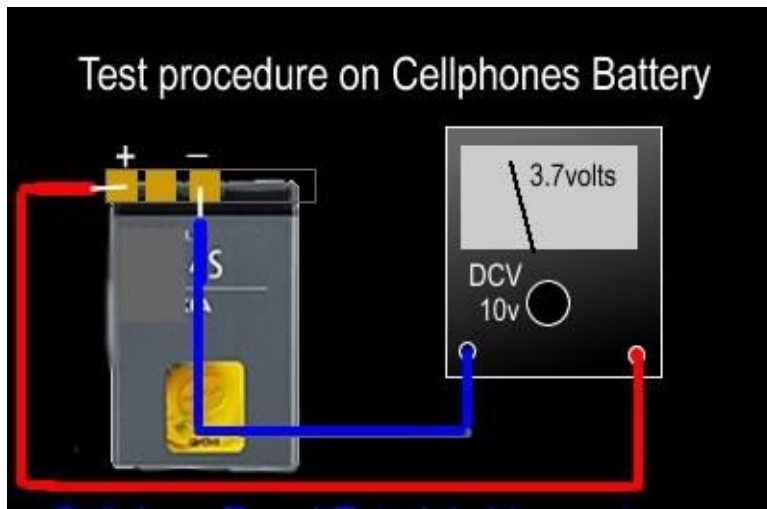 Test procedure on Cellphones Battery
+ –
3.7volts
DCV
10v